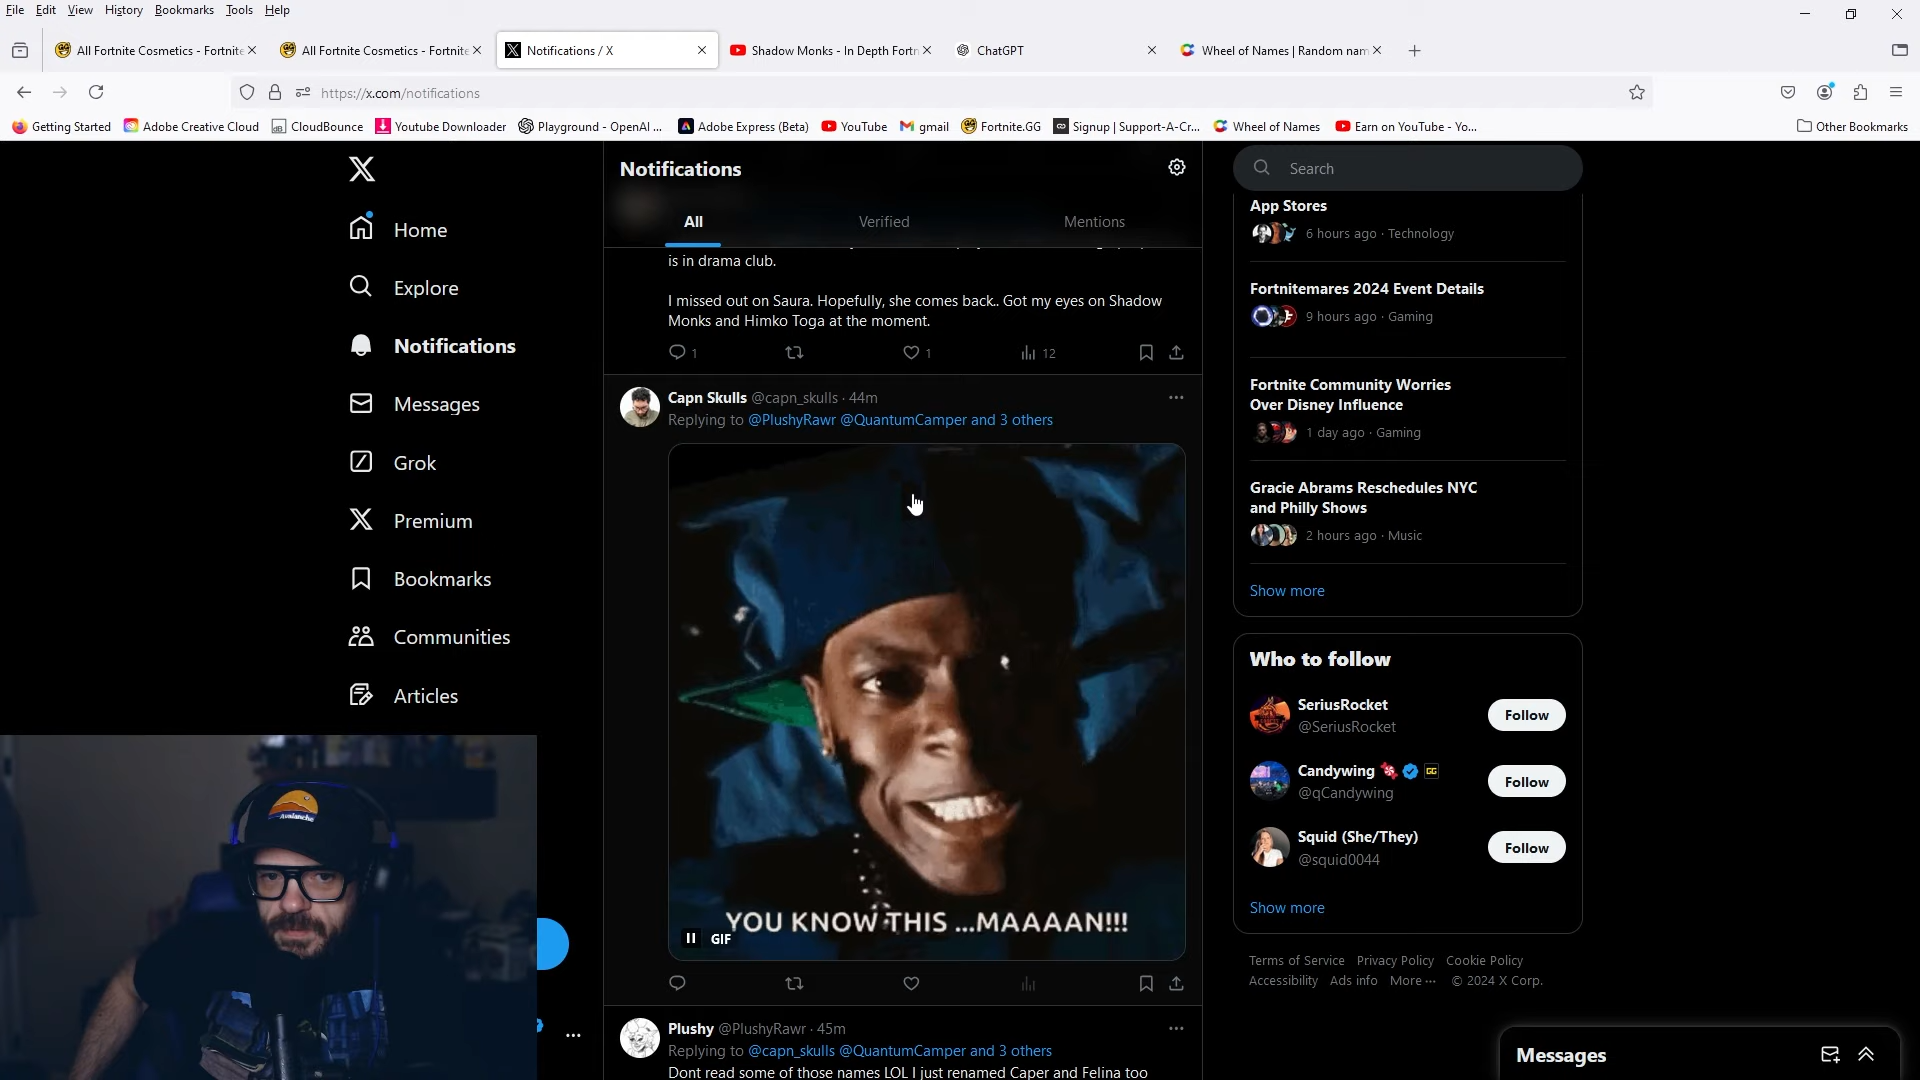 File Edit View History Bookmarks Tools Help
All Fortnite Cosmetics - Fortnite
All Fortnite Cosmetics - Fortnite
Notifications / X
Shadow Monks - In Depth Fortn
ChatGPT
Wheel of Names | Random nam
https://x.com/notifications
Getting Started
Adobe Creative Cloud
CloudBounce
Youtube Downloader
Playground - OpenAI ...
Adobe Express (Beta)
YouTube
gmail
Fortnite.GG
Signup | Support-A-Cr...
Wheel of Names
Earn on YouTube - Yo...
Other Bookmarks
Home
Explore
Notifications
Messages
Grok
Premium
Bookmarks
Communities
Articles
Avalanche
Notifications
All
Verified
Mentions
is in drama club.
I missed out on Saura. Hopefully, she comes back.. Got my eyes on Shadow
Monks and Himko Toga at the moment.
1 1 12
Capn Skulls @capn_skulls · 44m
Replying to @PlushyRawr @QuantumCamper and 3 others
YOU KNOW THIS ...MAAAAN!!!
GIF
Plushy @PlushyRawr · 45m
Replying to @capn_skulls @QuantumCamper and 3 others
Dont read some of those names LOL I just renamed Caper and Felina too
Search
App Stores
6 hours ago · Technology
Fortnitemares 2024 Event Details
9 hours ago · Gaming
Fortnite Community Worries
Over Disney Influence
1 day ago · Gaming
Gracie Abrams Reschedules NYC
and Philly Shows
2 hours ago · Music
Show more
Who to follow
SeriusRocket
@SeriusRocket
Follow
Candywing GG
@qCandywing
Follow
Squid (She/They)
@squid0044
Follow
Show more
Terms of Service Privacy Policy Cookie Policy
Accessibility Ads info More ··· © 2024 X Corp.
Messages